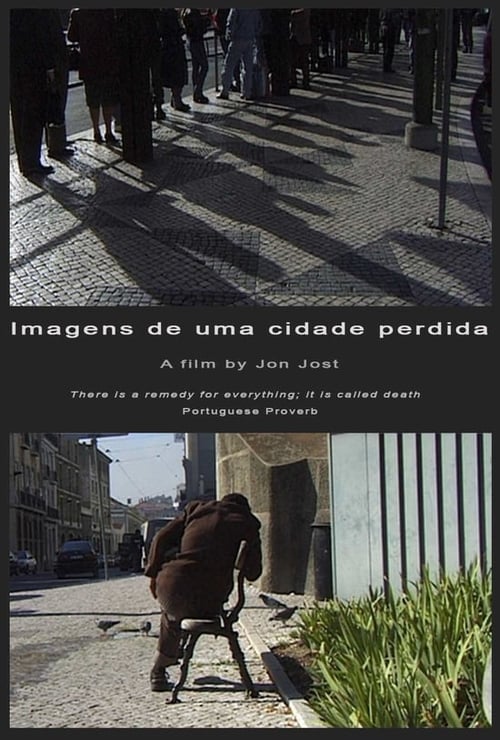 Imagens de uma cidade perdida
A film by Jon Jost
There is a remedy for everything; it is called death
Portuguese Proverb